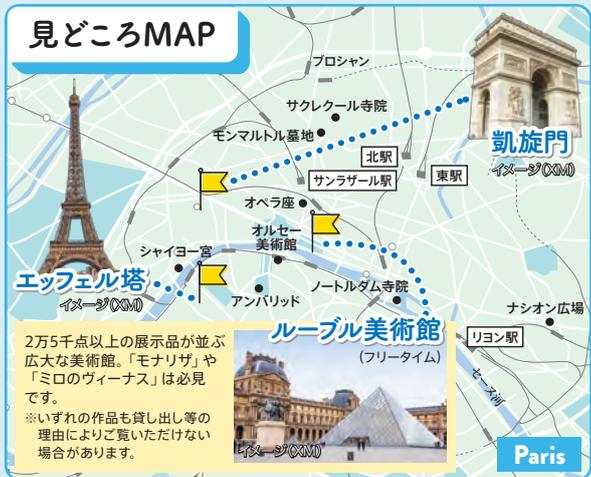 見どころMAP
ブロシャン
サクレクール寺院
モンマルトル墓地
凱旋門
イメージ(XM)
北駅
サンラザール駅
東駅
オペラ座
オルセー
美術館
シャイヨー宮
エッフェル塔
イメージ(XM)
アンバリッド
ノートルダム寺院
ナシオン広場
ルーブル美術館
(フリータイム)
リヨン駅
セーヌ河
2万5千点以上の展示品が並ぶ
広大な美術館。「モナリザ」や
「ミロのヴィーナス」は必見
です。
※いずれの作品も貸し出し等の
理由によりご覧いただけない
場合があります。
イメージ(XM)
Paris